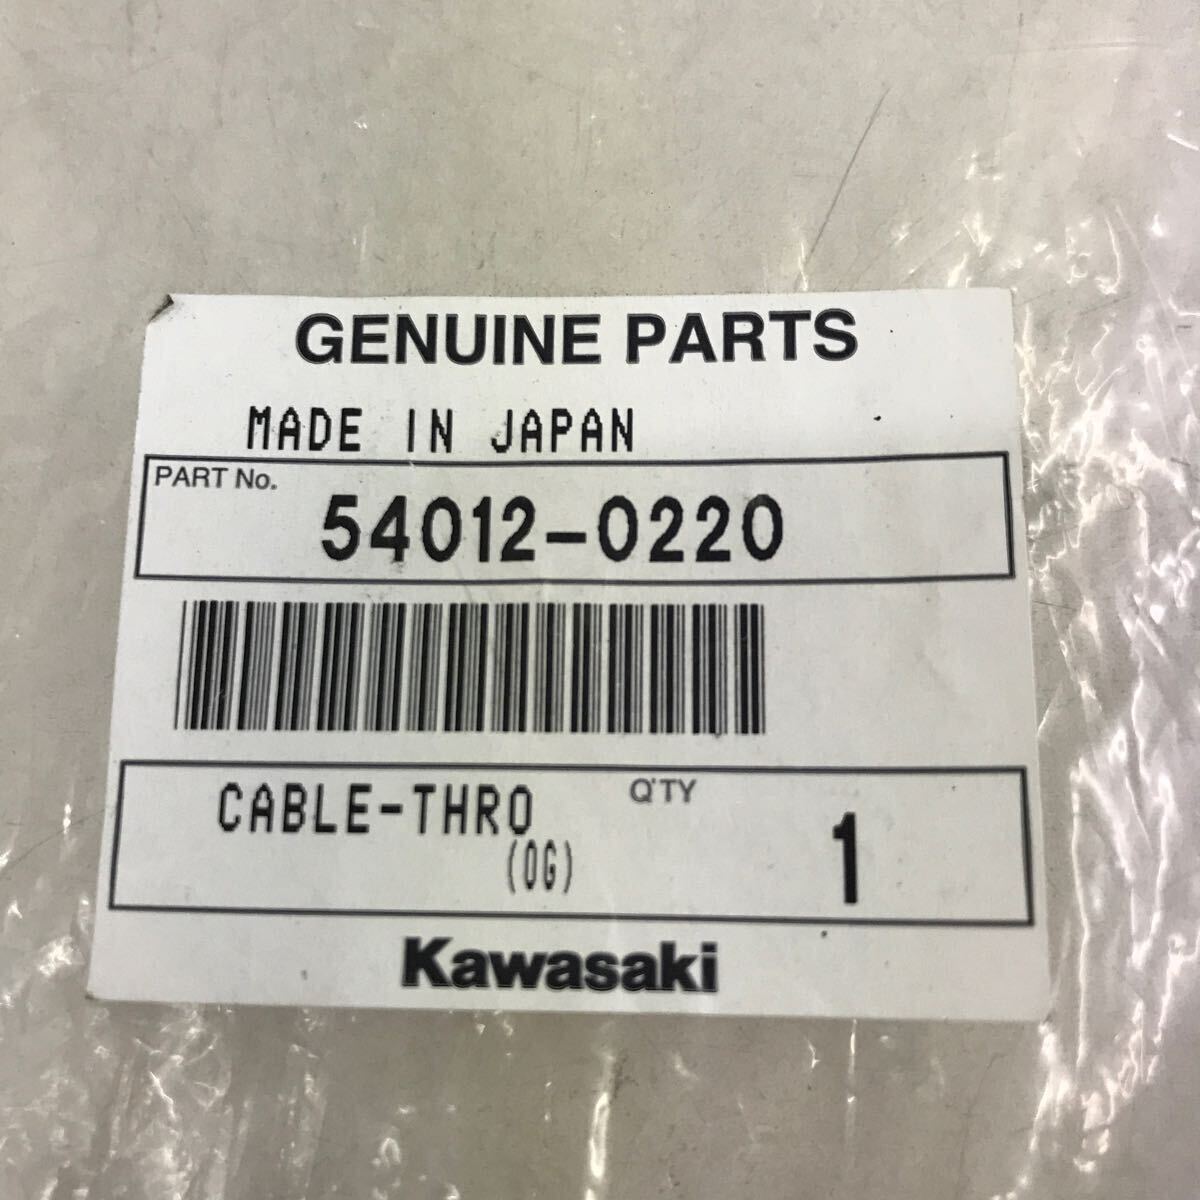 GENUINE PARTS
MADE IN JAPAN
PART No.
54012-0220
CABLE-THRO
Q'TY
1
(OG)
Kawasaki